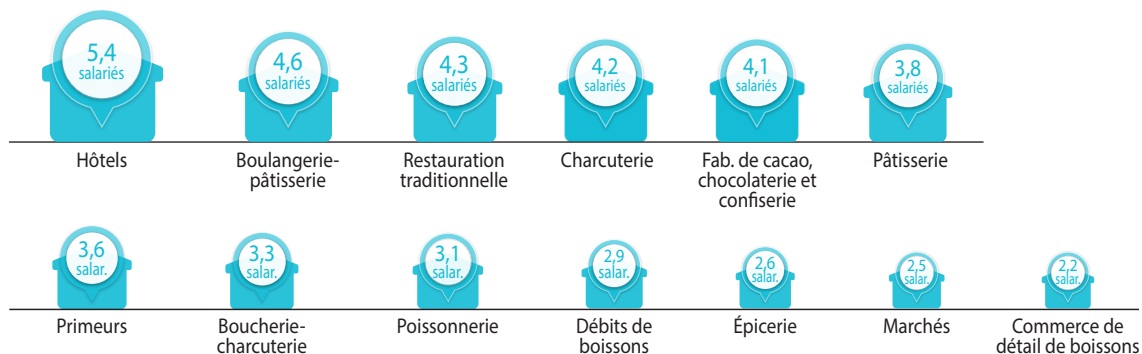 5,4
salariés
4,6
salariés
4,3
salariés
4,2
salariés
4,1
salariés
3,8
salariés
Hôtels
Boulangerie-
pâtisserie
Restauration
traditionnelle
Charcuterie
Fab. de cacao,
chocolaterie et
confiserie
Pâtisserie
3,6
salar.
3,3
salar.
3,1
salar.
2,9
salar.
2,6
salar.
2,5
salar.
2,2
salar.
Primeurs
Boucherie-
charcuterie
Poissonnerie
Débits de
boissons
Épicerie
Marchés
Commerce de
détail de boissons